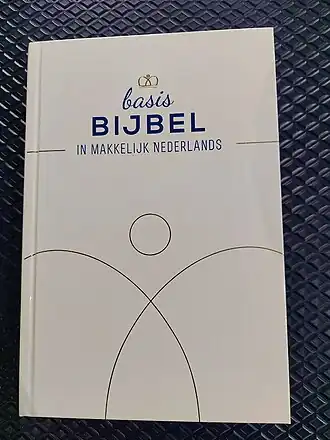 basis
BIJBEL
IN MAKKELIJK NEDERLANDS